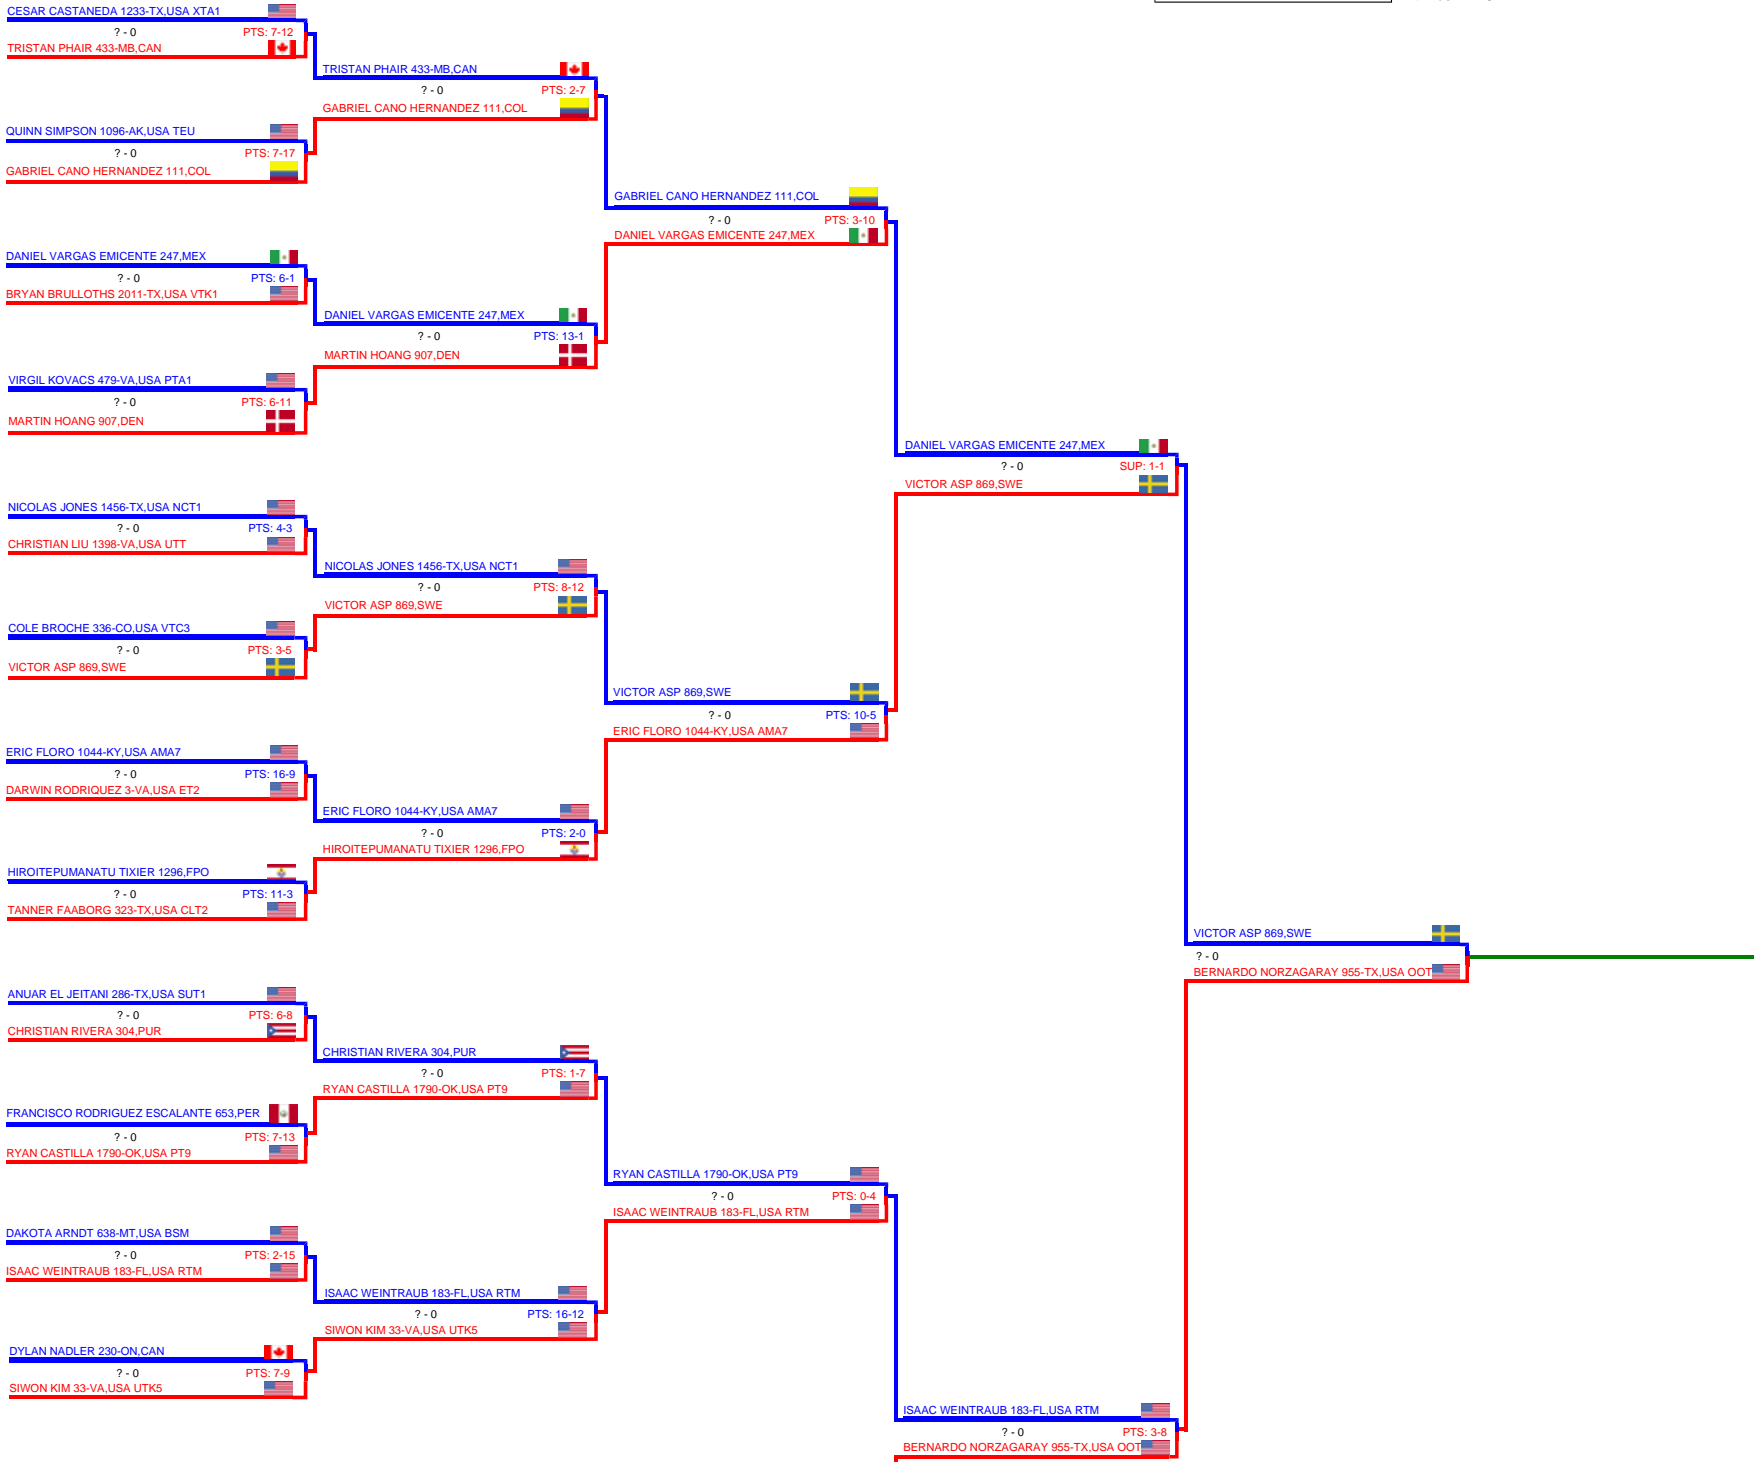 CESAR CASTANEDA 1233-TX,USA XTA1
? - 0
PTS: 7-12
TRISTAN PHAIR 433-MB,CAN
TRISTAN PHAIR 433-MB,CAN
? - 0
PTS: 2-7
GABRIEL CANO HERNANDEZ 111,COL
QUINN SIMPSON 1096-AK,USA TEU
? - 0
PTS: 7-17
GABRIEL CANO HERNANDEZ 111,COL
GABRIEL CANO HERNANDEZ 111,COL
? - 0
PTS: 3-10
DANIEL VARGAS EMICENTE 247,MEX
DANIEL VARGAS EMICENTE 247,MEX
? - 0
PTS: 6-1
BRYAN BRULLOTHS 2011-TX,USA VTK1
DANIEL VARGAS EMICENTE 247,MEX
? - 0
PTS: 13-1
MARTIN HOANG 907,DEN
VIRGIL KOVACS 479-VA,USA PTA1
? - 0
PTS: 6-11
MARTIN HOANG 907,DEN
DANIEL VARGAS EMICENTE 247,MEX
? - 0
SUP: 1-1
VICTOR ASP 869,SWE
NICOLAS JONES 1456-TX,USA NCT1
? - 0
PTS: 4-3
CHRISTIAN LIU 1398-VA,USA UTT
NICOLAS JONES 1456-TX,USA NCT1
? - 0
PTS: 8-12
VICTOR ASP 869,SWE
COLE BROCHE 336-CO,USA VTC3
? - 0
PTS: 3-5
VICTOR ASP 869,SWE
VICTOR ASP 869,SWE
? - 0
PTS: 10-5
ERIC FLORO 1044-KY,USA AMA7
ERIC FLORO 1044-KY,USA AMA7
? - 0
PTS: 16-9
DARWIN RODRIQUEZ 3-VA,USA ET2
ERIC FLORO 1044-KY,USA AMA7
? - 0
PTS: 2-0
HIROITEPUMANATU TIXIER 1296,FPO
HIROITEPUMANATU TIXIER 1296,FPO
? - 0
PTS: 11-3
TANNER FAABORG 323-TX,USA CLT2
VICTOR ASP 869,SWE
? - 0
BERNARDO NORZAGARAY 955-TX,USA OOT
ANUAR EL JEITANI 286-TX,USA SUT1
? - 0
PTS: 6-8
CHRISTIAN RIVERA 304,PUR
CHRISTIAN RIVERA 304,PUR
? - 0
PTS: 1-7
RYAN CASTILLA 1790-OK,USA PT9
FRANCISCO RODRIGUEZ ESCALANTE 653,PER
? - 0
PTS: 7-13
RYAN CASTILLA 1790-OK,USA PT9
RYAN CASTILLA 1790-OK,USA PT9
? - 0
PTS: 0-4
ISAAC WEINTRAUB 183-FL,USA RTM
DAKOTA ARNDT 638-MT,USA BSM
? - 0
PTS: 2-15
ISAAC WEINTRAUB 183-FL,USA RTM
ISAAC WEINTRAUB 183-FL,USA RTM
? - 0
PTS: 16-12
SIWON KIM 33-VA,USA UTK5
DYLAN NADLER 230-ON,CAN
? - 0
PTS: 7-9
SIWON KIM 33-VA,USA UTK5
ISAAC WEINTRAUB 183-FL,USA RTM
? - 0
PTS: 3-8
BERNARDO NORZAGARAY 955-TX,USA OOT